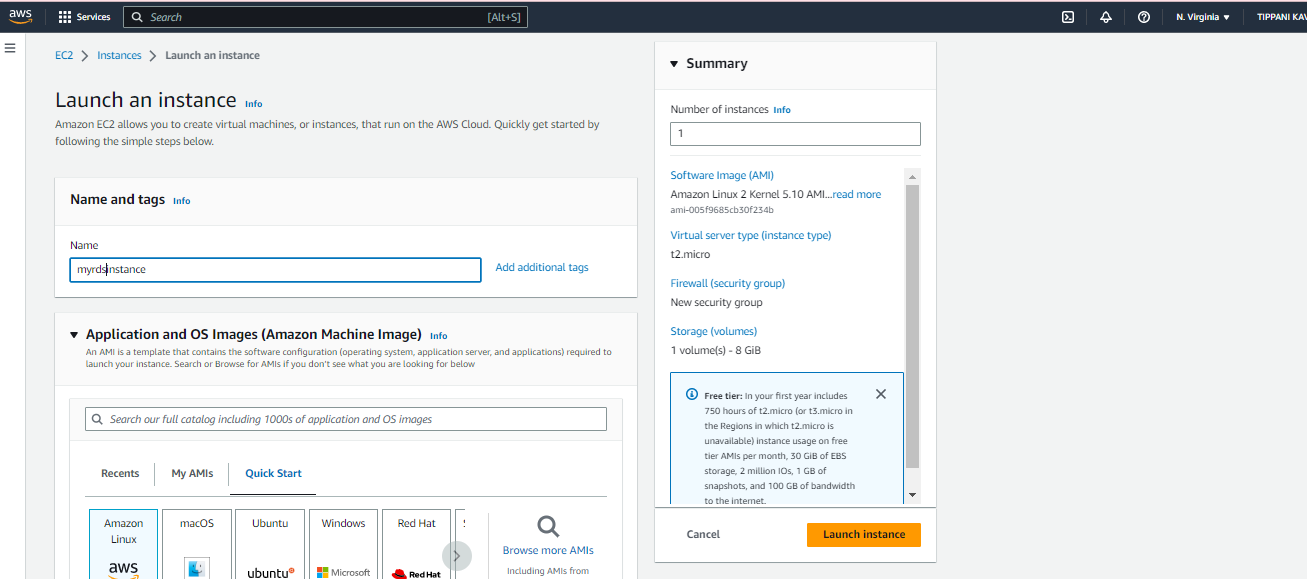 aws
Services
Search
[Alt+S]
N. Virginia
TIPPANI KAV
EC2
Instances
Launch an instance
Launch an instance Info
Amazon EC2 allows you to create virtual machines, or instances, that run on the AWS Cloud. Quickly get started by
following the simple steps below.
Name and tags Info
Name
myrdsinstance
Add additional tags
Application and OS Images (Amazon Machine Image) Info
An AMI is a template that contains the software configuration (operating system, application server, and applications) required to
launch your instance. Search or Browse for AMIs if you don't see what you are looking for below
Search our full catalog including 1000s of application and OS images
Recents
My AMIs
Quick Start
Amazon
Linux
aws
macOS
Ubuntu
ubuntu
Windows
Microsoft
Red Hat
Red Hat
Browse more AMIs
Including AMIs from
Summary
Number of instances Info
1
Software Image (AMI)
Amazon Linux 2 Kernel 5.10 AMI...read more
ami-005f9685cb30f234b
Virtual server type (instance type)
t2.micro
Firewall (security group)
New security group
Storage (volumes)
1 volume(s) - 8 GiB
Free tier: In your first year includes
750 hours of t2.micro (or t3.micro in
the Regions in which t2.micro is
unavailable) instance usage on free
tier AMIs per month, 30 GiB of EBS
storage, 2 million IOs, 1 GB of
snapshots, and 100 GB of bandwidth
to the internet.
Cancel
Launch instance